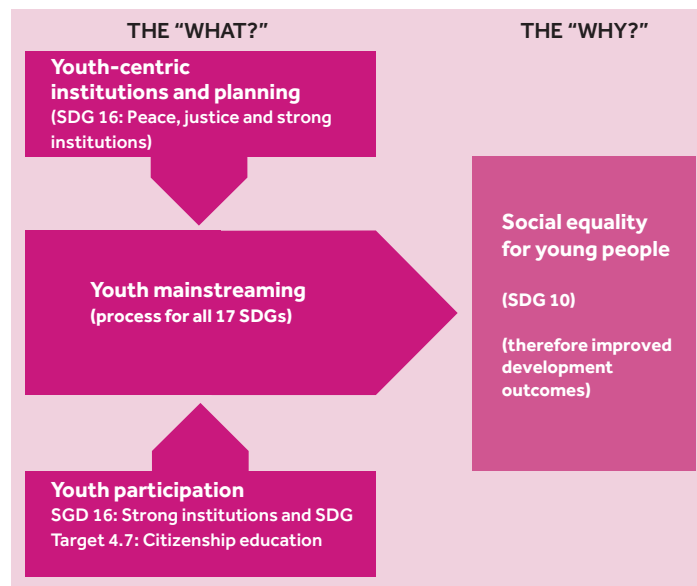 THE “WHAT?”
THE “WHY?”
Youth-centric
institutions and planning
(SDG 16: Peace, justice and strong
institutions)
Youth mainstreaming
(process for all 17 SDGs)
Youth participation
SGD 16: Strong institutions and SDG
Target 4.7: Citizenship education
Social equality
for young people
(SDG 10)
(therefore improved
development
outcomes)